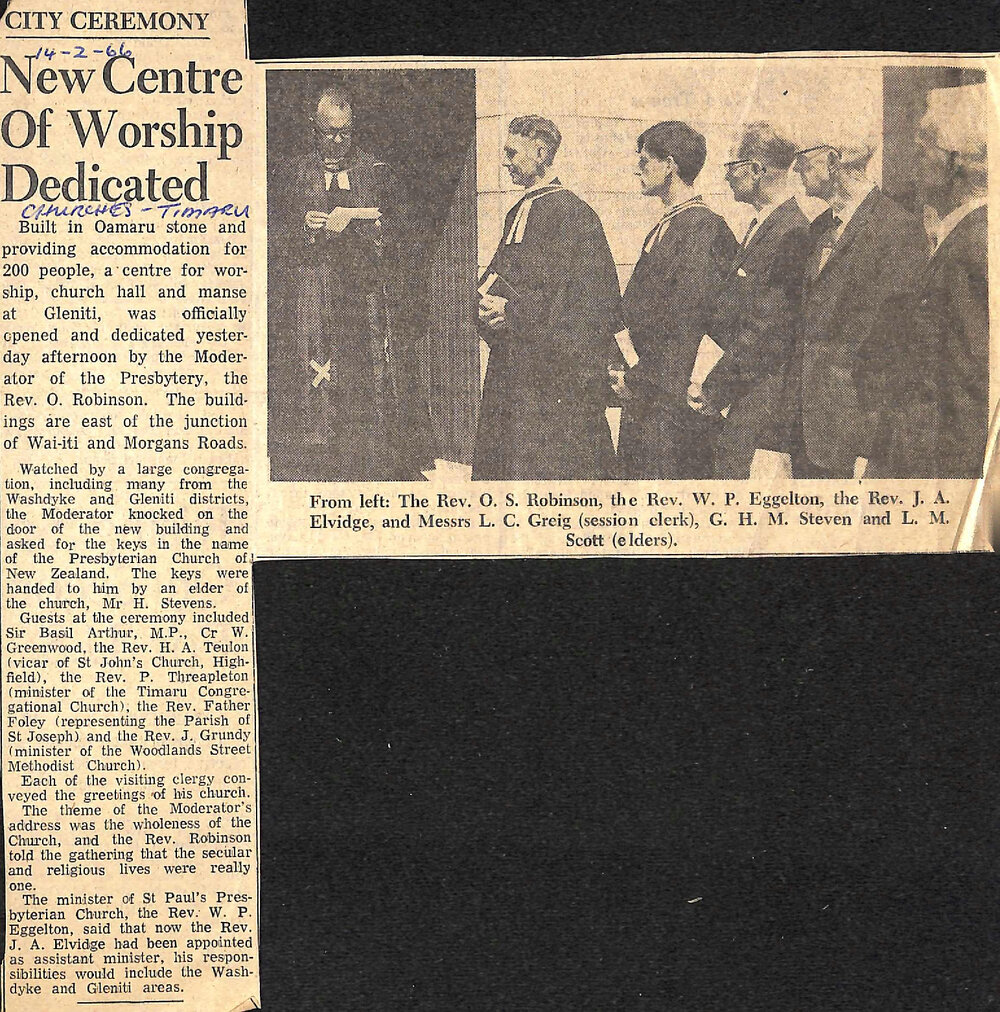 CITY CEREMONY
14-2-66
New Centre
Of Worship
Dedicated
CHURCHES - TIMARU
Built in Oamaru stone and
providing accommodation for
200 people, a centre for wor-
ship, church hall and manse
at Gleniti, was officially
opened and dedicated yester-
day afternoon by the Moder-
ator of the Presbytery, the
Rev. O. Robinson. The build-
ings are east of the junction
of Wai-iti and Morgans Roads.
Watched by a large congrega-
tion, including many from the
Washdyke and Gleniti districts,
the Moderator knocked on the
door of the new building and
asked for the keys in the name
of the Presbyterian Church of
New Zealand. The keys were
handed to him by an elder of
the church, Mr H. Stevens.
Guests at the ceremony included
Sir Basil Arthur, M.P., Cr W.
Greenwood, the Rev. H. A. Teulon
(vicar of St John's Church, High-
field), the Rev. P. Threapleton
(minister of the Timaru Congre-
gational Church), the Rev. Father
Foley (representing the Parish of
St Joseph) and the Rev. J. Grundy
(minister of the Woodlands Street
Methodist Church).
Each of the visiting clergy con-
veyed the greetings of his church.
The theme of the Moderator's
address was the wholeness of the
Church, and the Rev. Robinson
told the gathering that the secular
and religious lives were really
one.
The minister of St Paul's Pres-
byterian Church, the Rev. W. P.
Eggelton, said that now the Rev.
J. A. Elvidge had been appointed
as assistant minister, his respon-
sibilities would include the Wash-
dyke and Gleniti areas.
From left: The Rev. O. S. Robinson, the Rev. W. P. Eggelton, the Rev. J. A.
Elvidge, and Messrs L. C. Greig (session clerk), G. H. M. Steven and L. M.
Scott (elders).